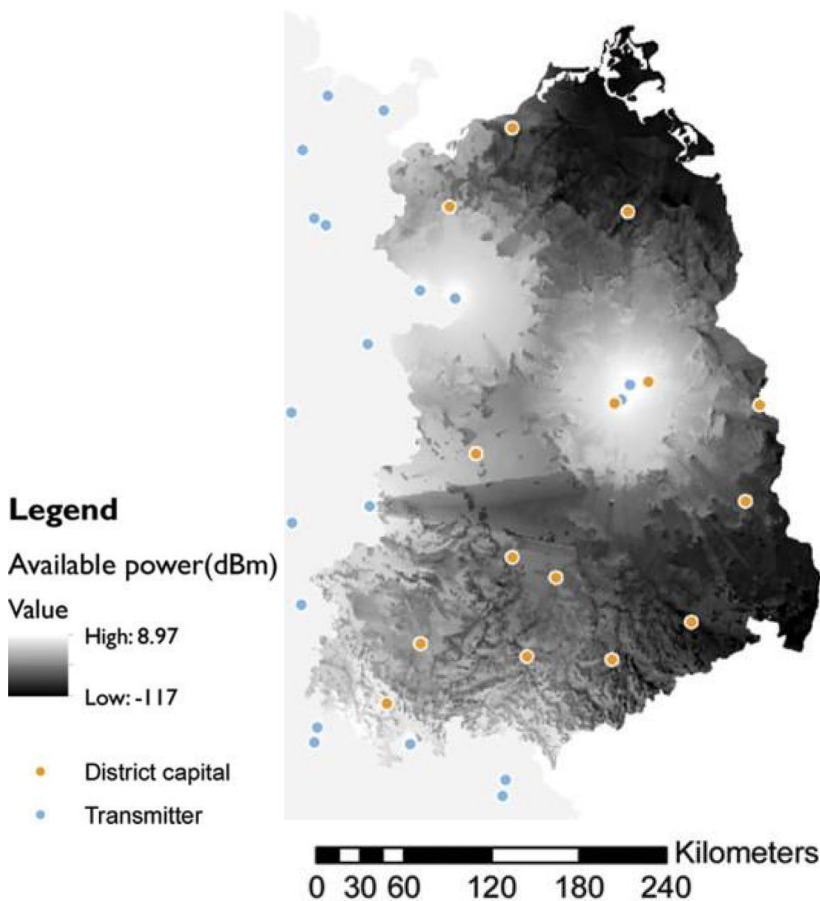 Legend
Available power(dBm)
Value
High: 8.97
Low: -117
District capital
Transmitter
Kilometers
0 30 60 120 180 240